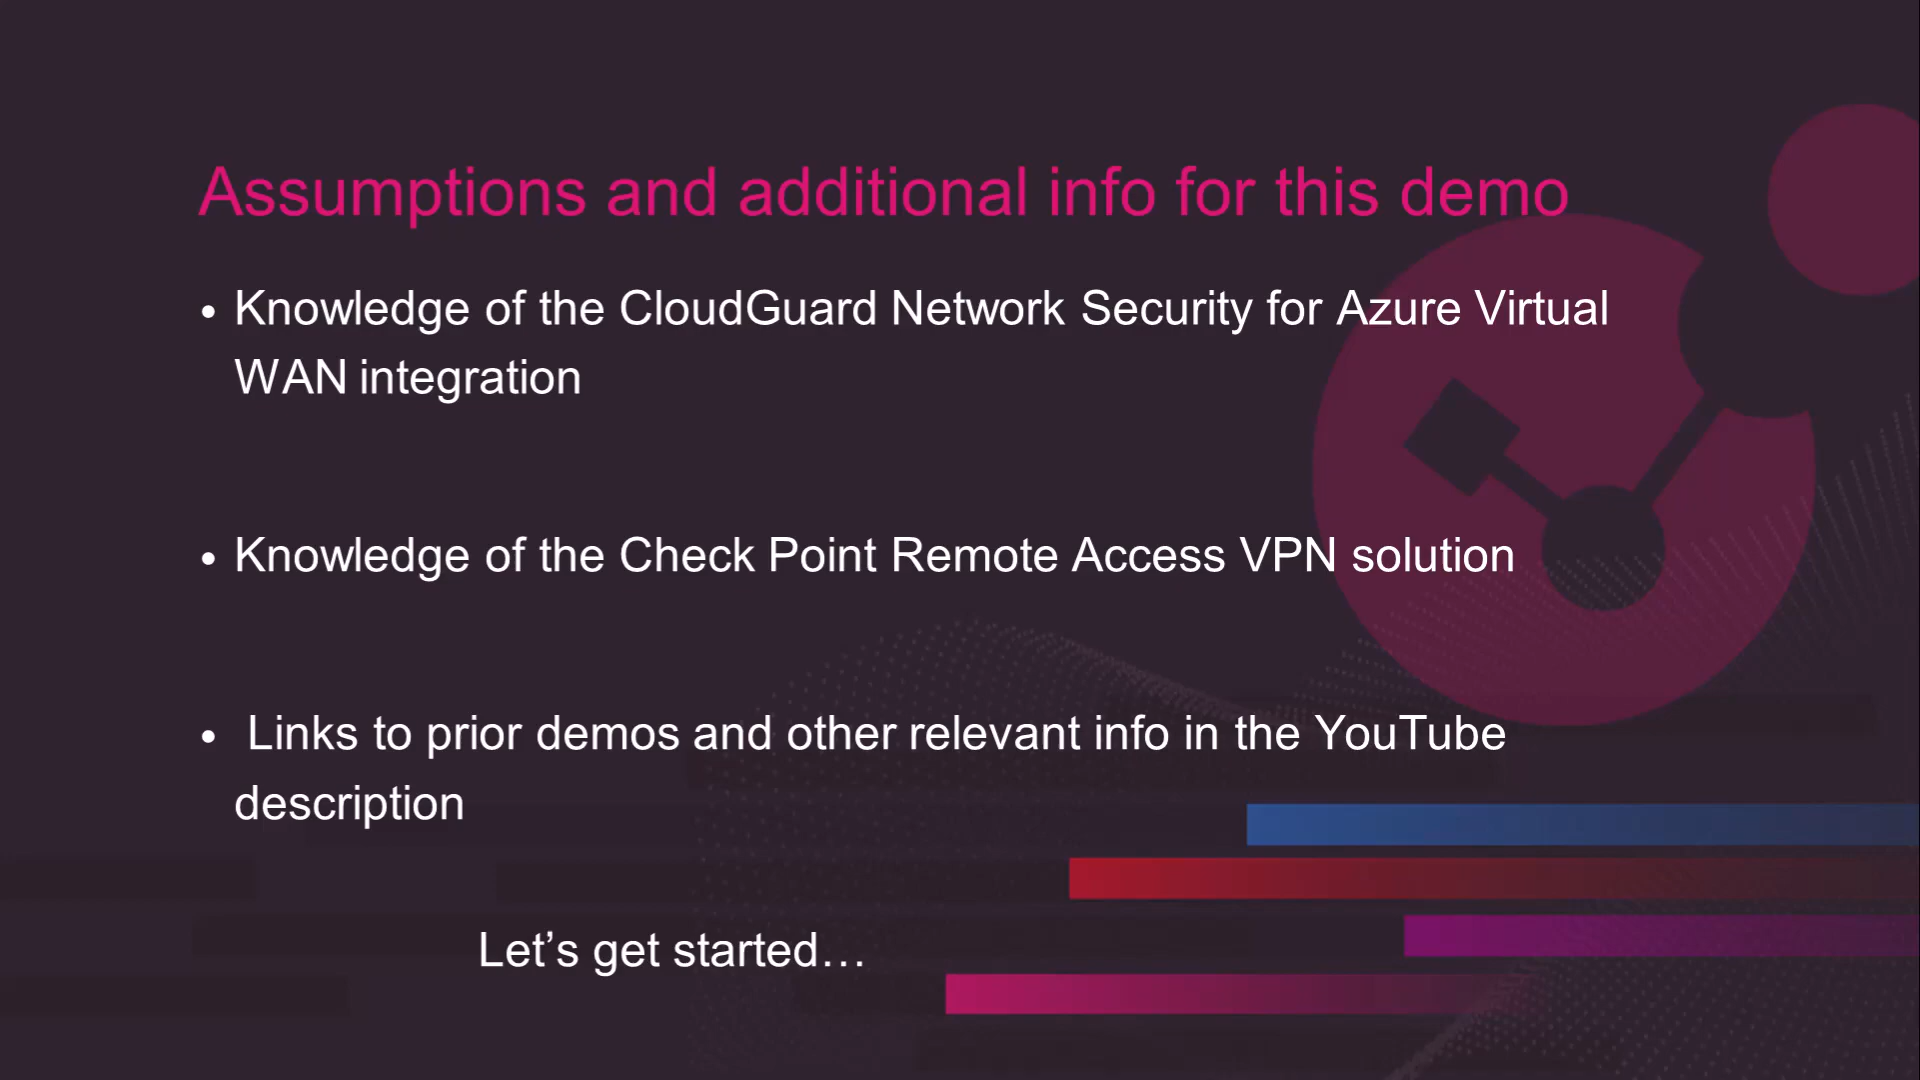 Assumptions and additional info for this demo
• Knowledge of the CloudGuard Network Security for Azure Virtual
WAN integration
• Knowledge of the Check Point Remote Access VPN solution
• Links to prior demos and other relevant info in the YouTube
description
Let’s get started…